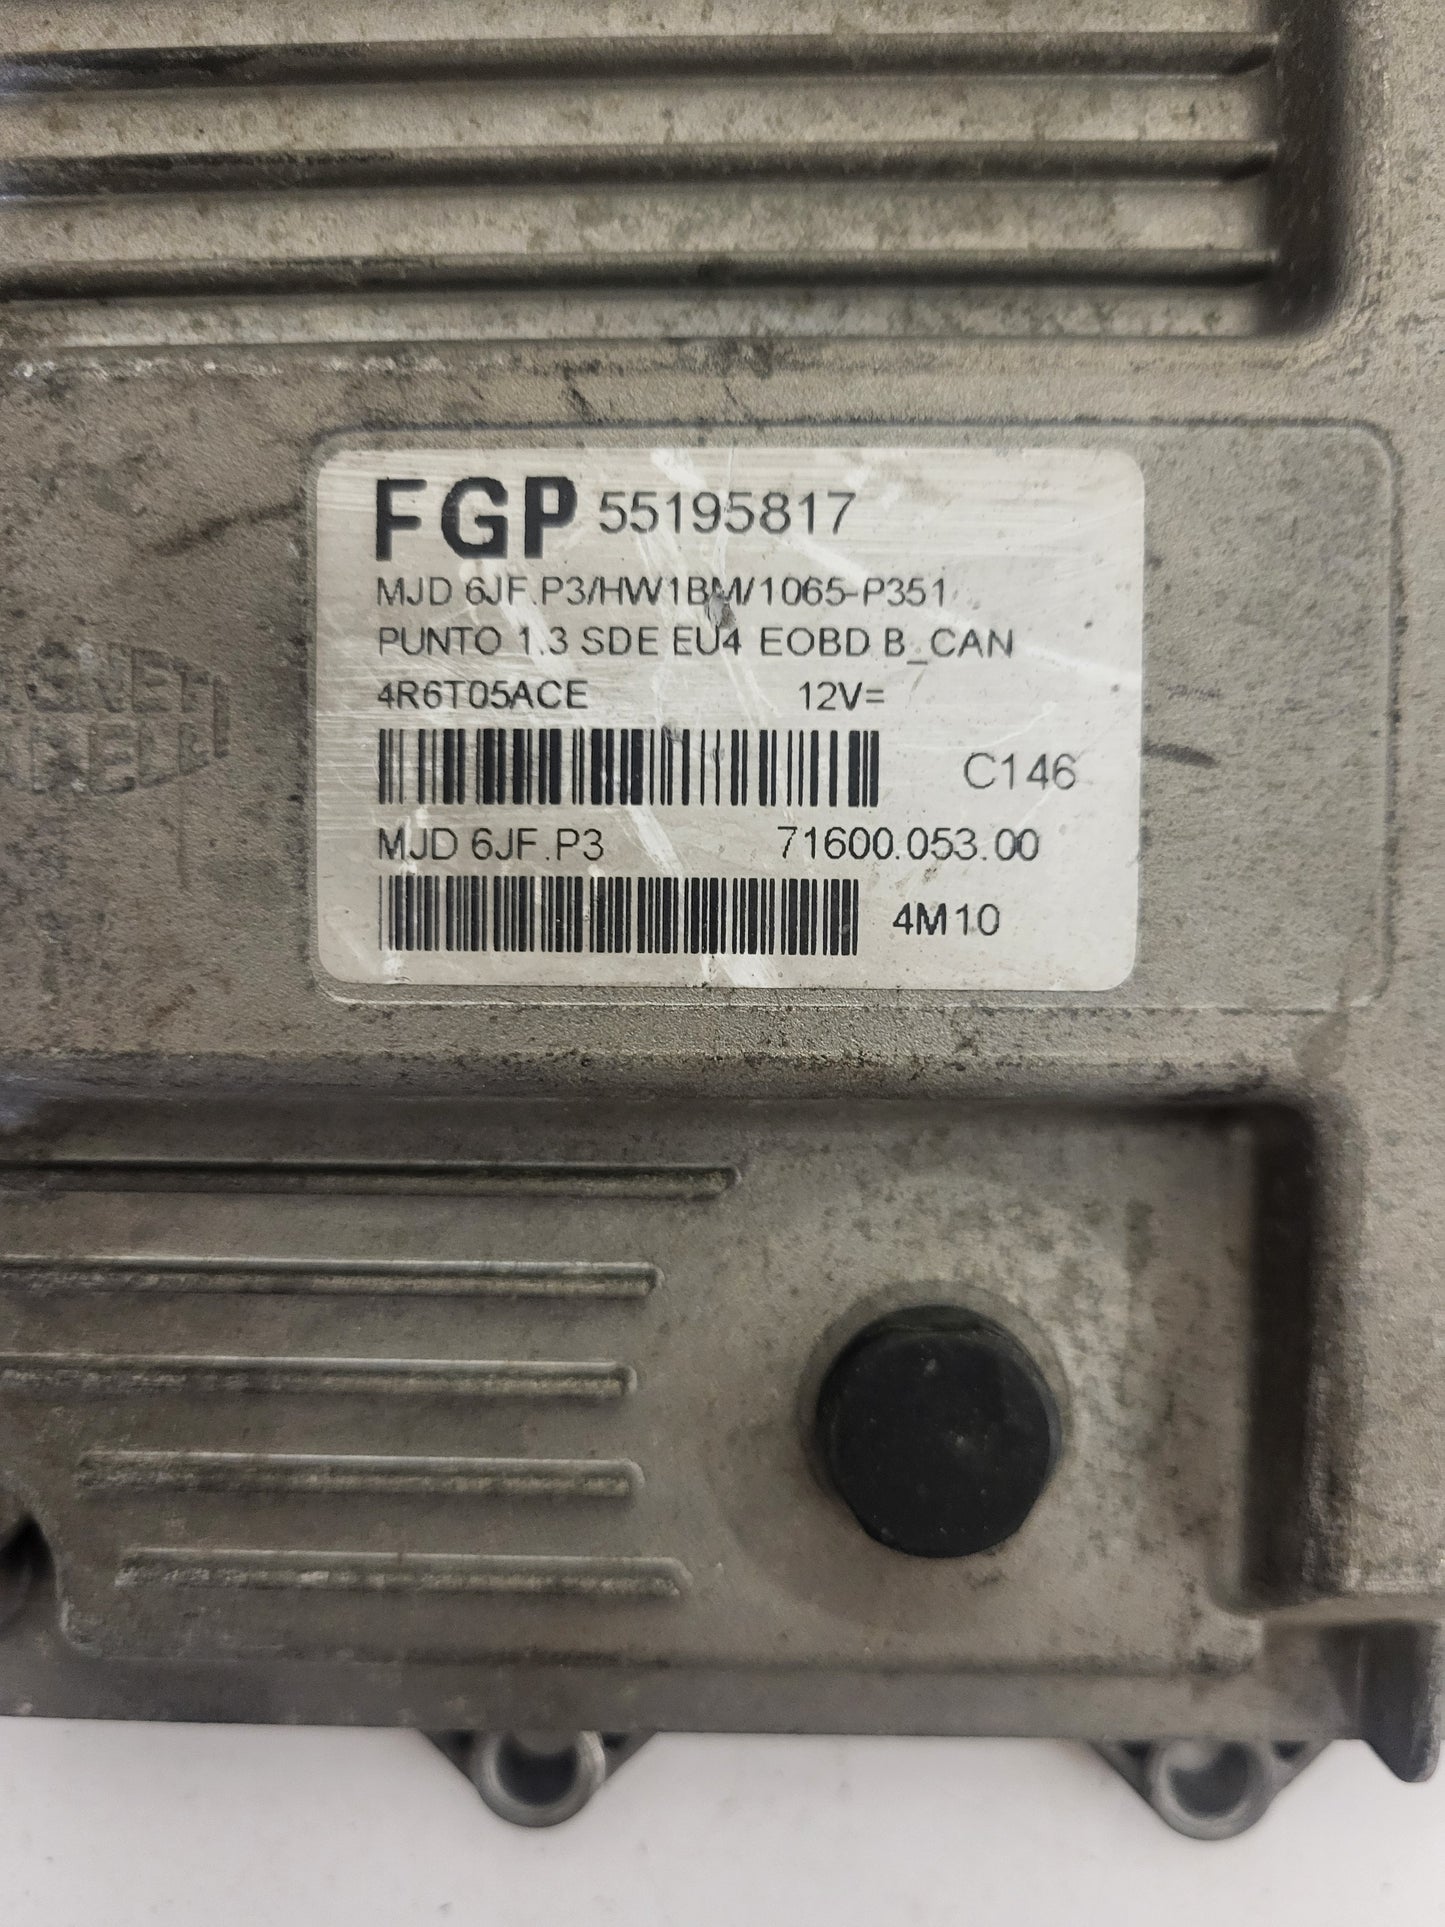 FGP 55195817
MJD 6JF.P3/HW1BM/1065-P351
PUNTO 1.3 SDE EU4 EOBD B_CAN
4R6T05ACE 12V=
C146
MJD 6JF.P3 71600.053.00
4M10